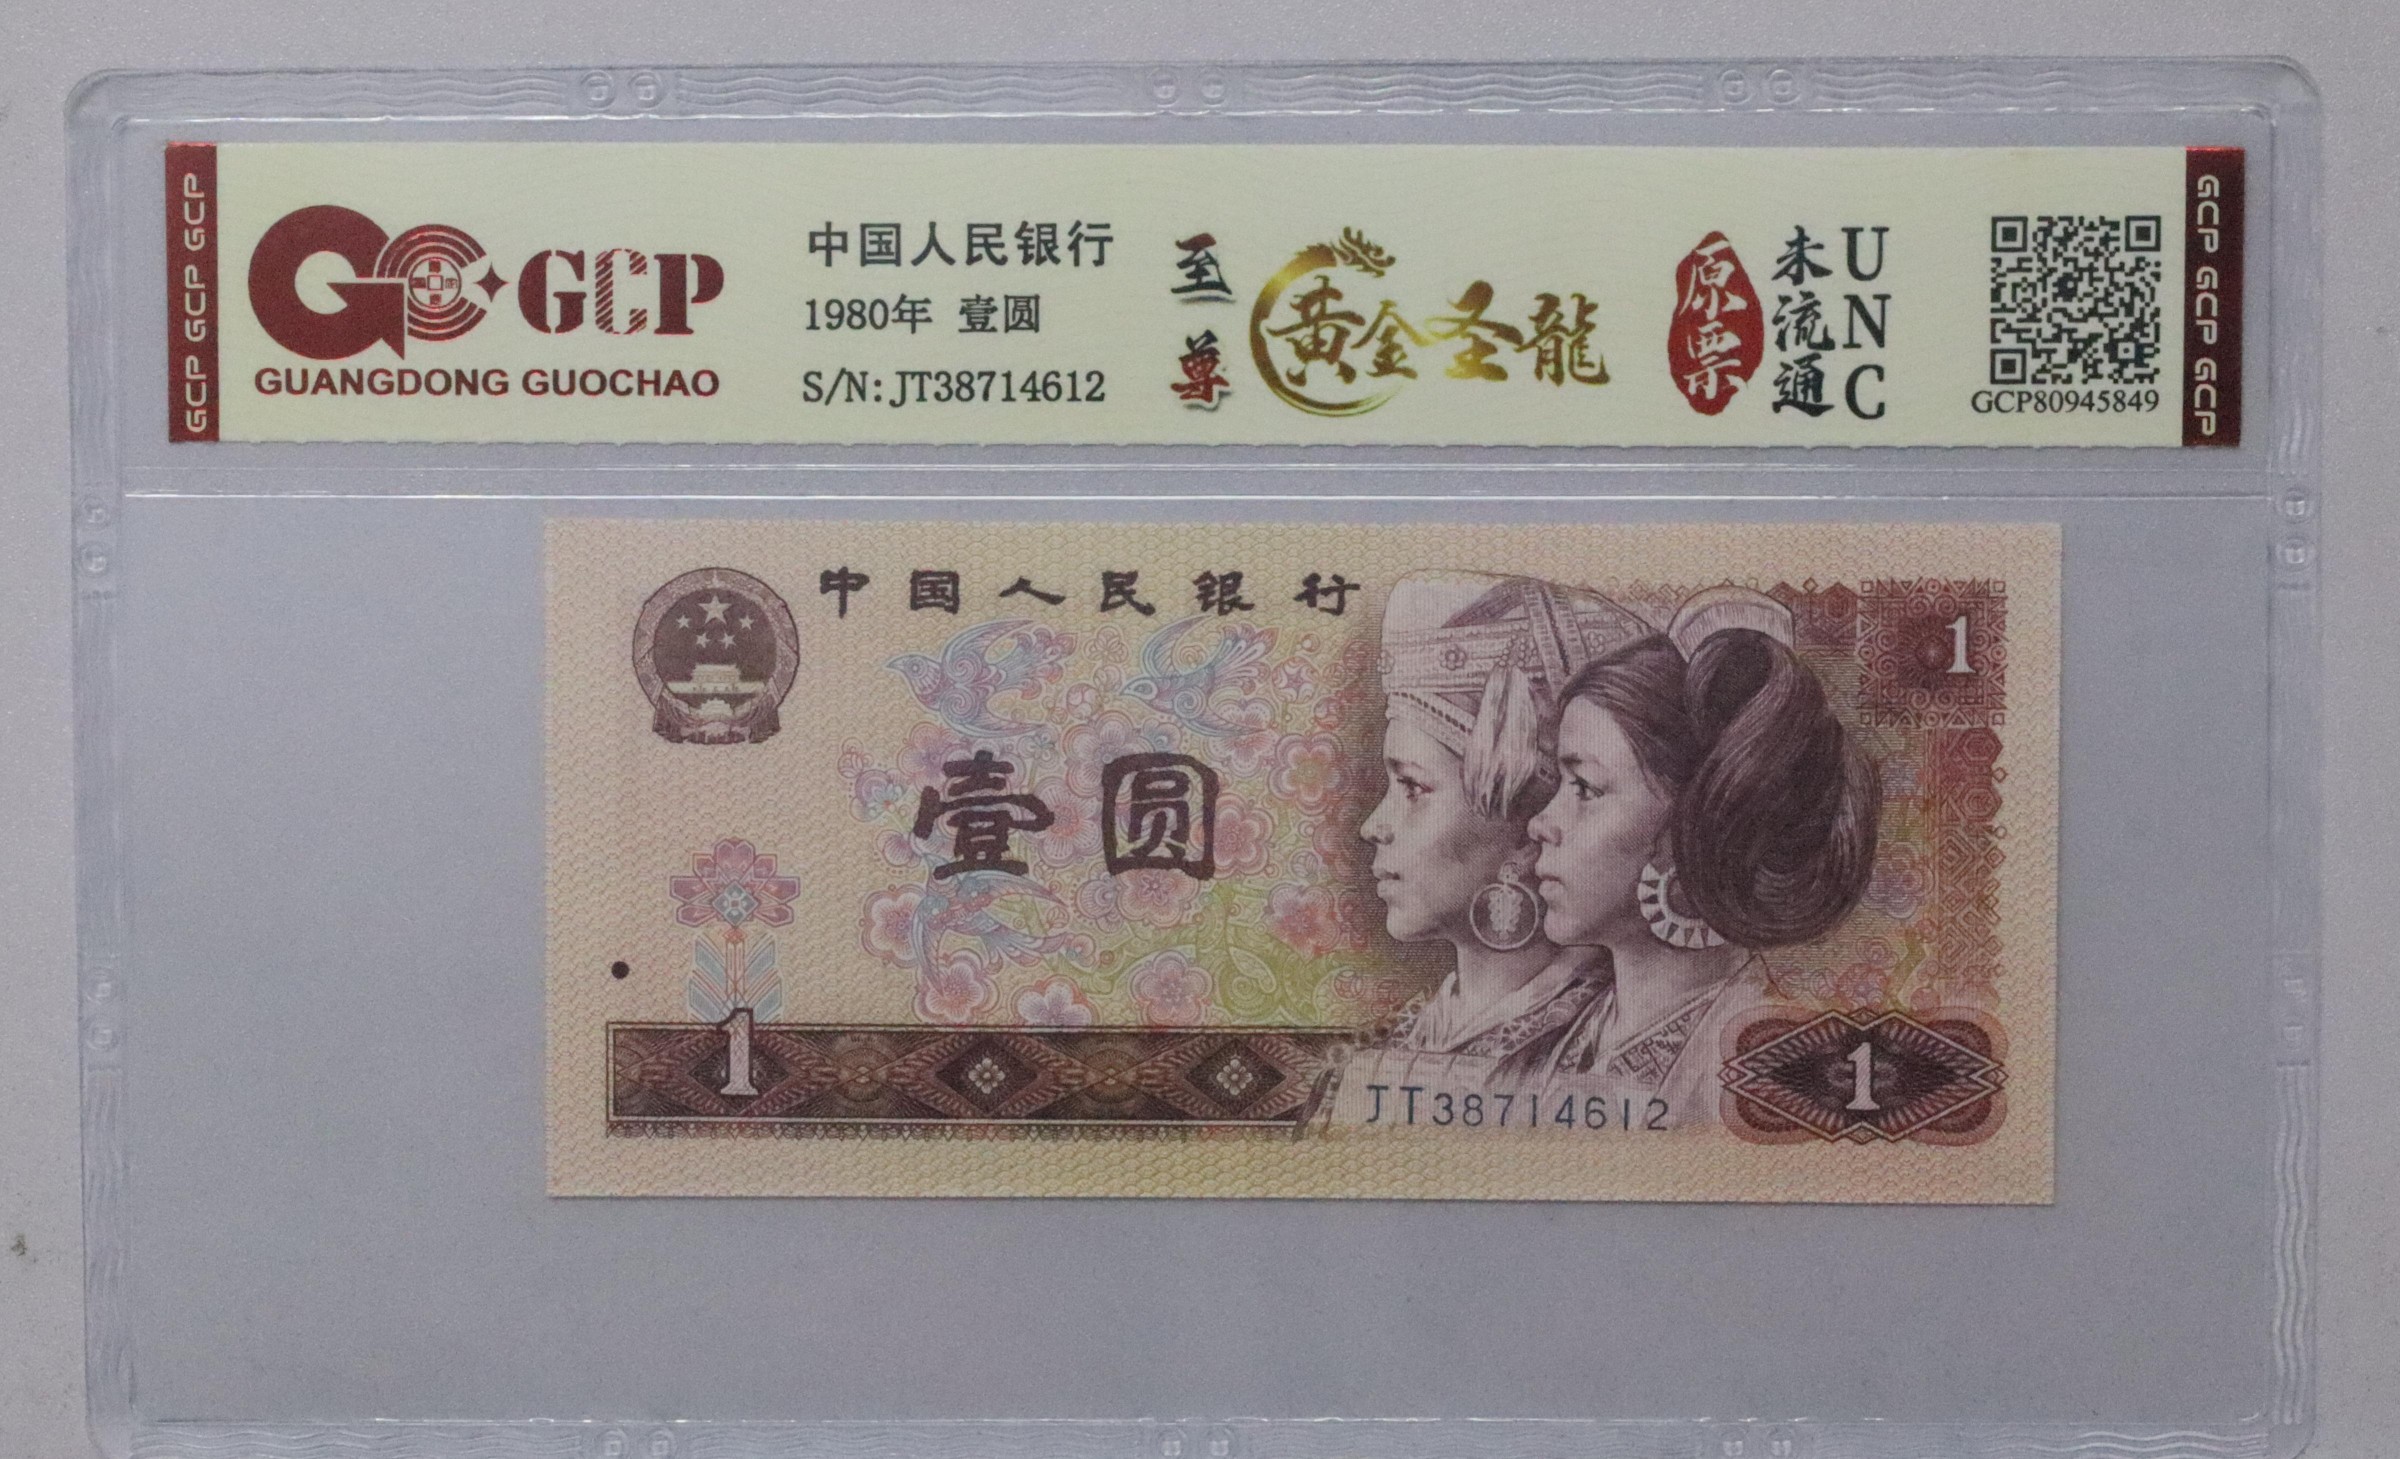 GCP GCP GCP GCP
GCP
GUANGDONG GUOCHAO
中国人民银行
1980年 壹圆
S/N: JT38714612
至尊
黄金圣龍
原票
未流通
UNC
GCP80945849
GCP GCP GCP GCP
中国人民银行
1
壹圆
1
JT38714612
1